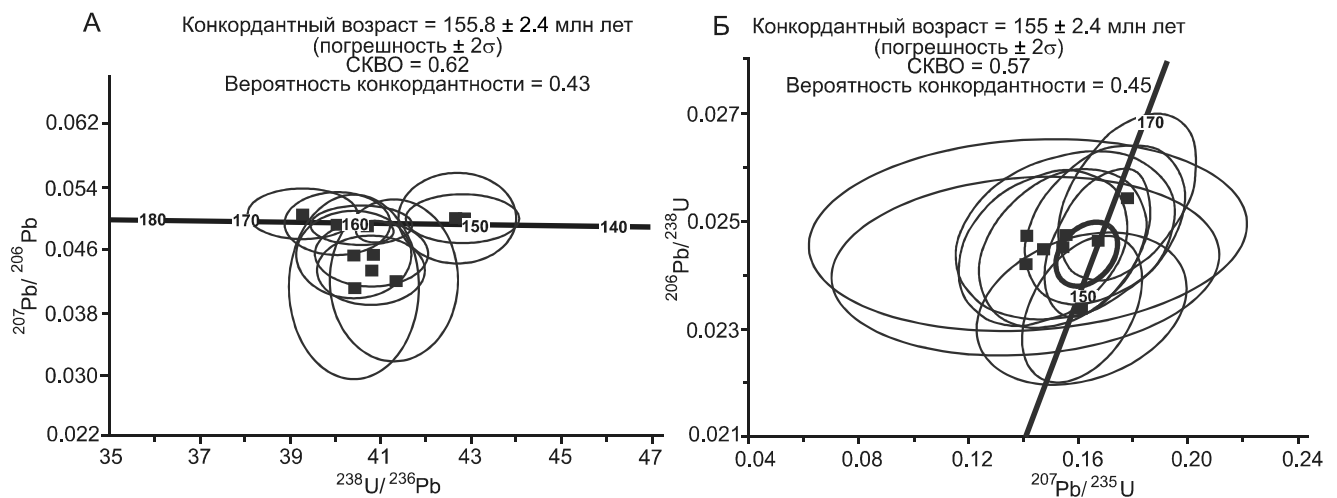 А
Конкордантный возраст = 155.8 ± 2.4 млн лет
(погрешность ± 2σ)
СКВО = 0.62
Вероятность конкордантности = 0.43
0.062
0.054
0.046
0.038
0.030
0.022
207Pb/ 206Pb
180
170
160
150
140
35
37
39
41
43
45
47
238U/ 236Pb
Б
Конкордантный возраст = 155 ± 2.4 млн лет
(погрешность ± 2σ)
СКВО = 0.57
Вероятность конкордантности = 0.45
0.027
0.025
0.023
0.021
206Pb/ 238U
170
150
0.04
0.08
0.12
0.16
0.20
0.24
207Pb/ 235U